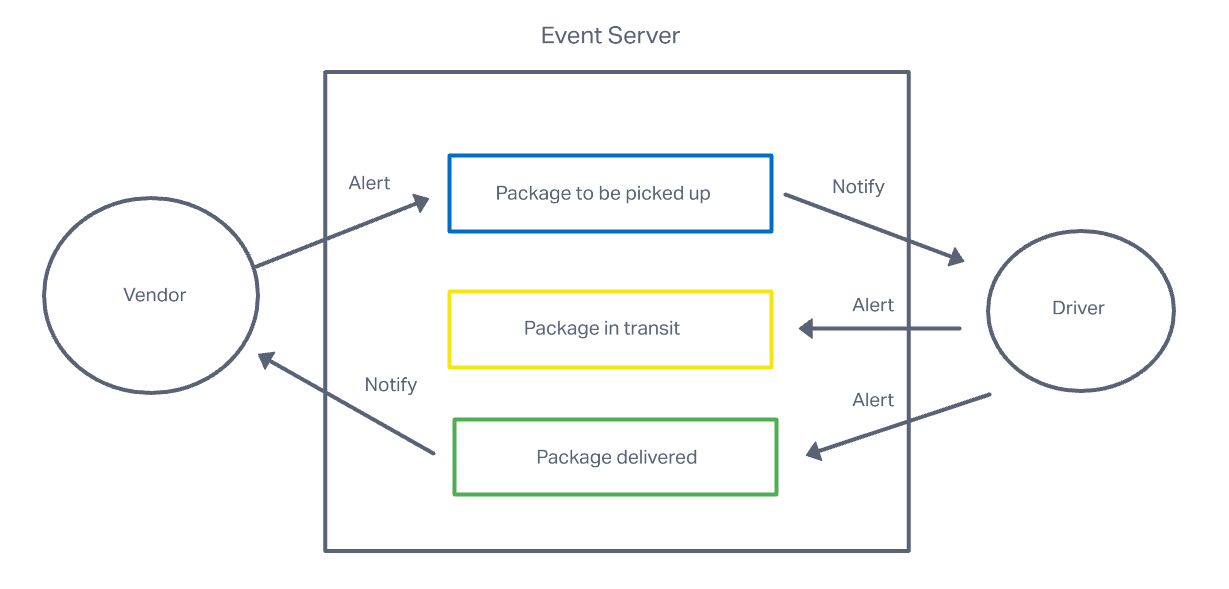 Event Server
Alert
Package to be picked up
Notify
Vendor
Package in transit
Alert
Driver
Notify
Alert
Package delivered